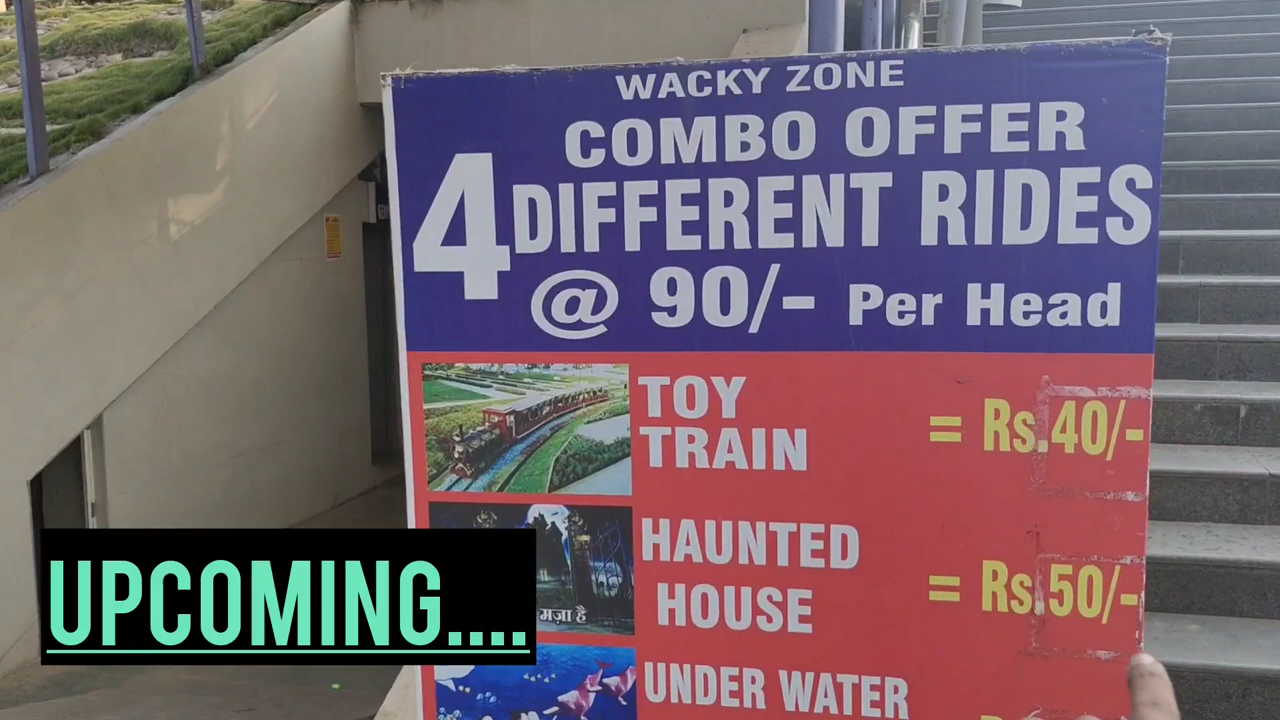 WACKY ZONE
COMBO OFFER
4 DIFFERENT RIDES
@ 90/- Per Head
TOY
TRAIN = Rs.40/-
HAUNTED
HOUSE = Rs.50/-
मज़ा है
UNDER WATER
UPCOMING....